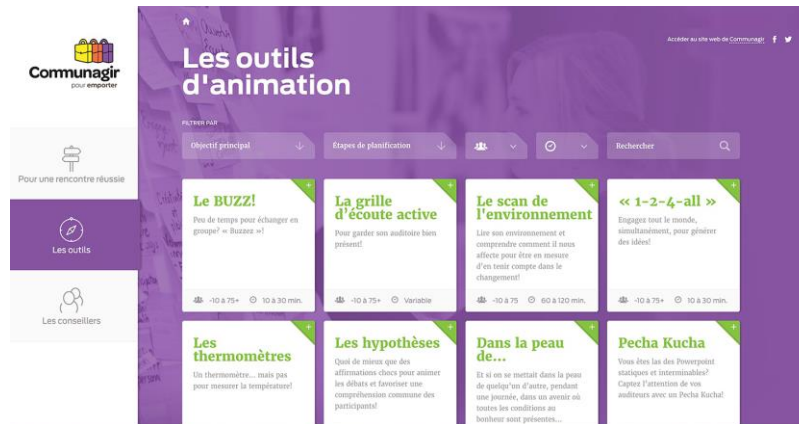 Communagir
pour emporter
Pour une rencontre réussie
Les outils
Les conseillers
Accéder au site web de Communagir
Les outils
d'animation
FILTRER PAR
Objectif principal
Étapes de planification
Rechercher
Le BUZZ!
Peu de temps pour échanger en
groupe? « Buzzez »!
-10 à 75+ 10 à 30 min.
La grille
d'écoute active
Pour garder son auditoire bien
présent!
-10 à 75+ Variable
Le scan de
l'environnement
Lire son environnement et
comprendre comment il nous
affecte pour être en mesure
d'en tenir compte dans le
changement!
-10 à 75 60 à 120 min.
« 1-2-4-all »
Engagez tout le monde,
simultanément, pour générer
des idées!
-10 à 75+ 10 à 30 min.
Les
thermomètres
Un thermomètre... mais pas
pour mesurer la température!
Les hypothèses
Quoi de mieux que des
affirmations chocs pour animer
les débats et favoriser une
compréhension commune des
participants!
Dans la peau
de...
Et si on se mettait dans la peau
de quelqu'un d'autre, pendant
une journée, dans un avenir où
toutes les conditions au
bonheur sont présentes...
Pecha Kucha
Vous êtes las des Powerpoint
statiques et interminables?
Captez l'attention de vos
auditeurs avec un Pecha Kucha!